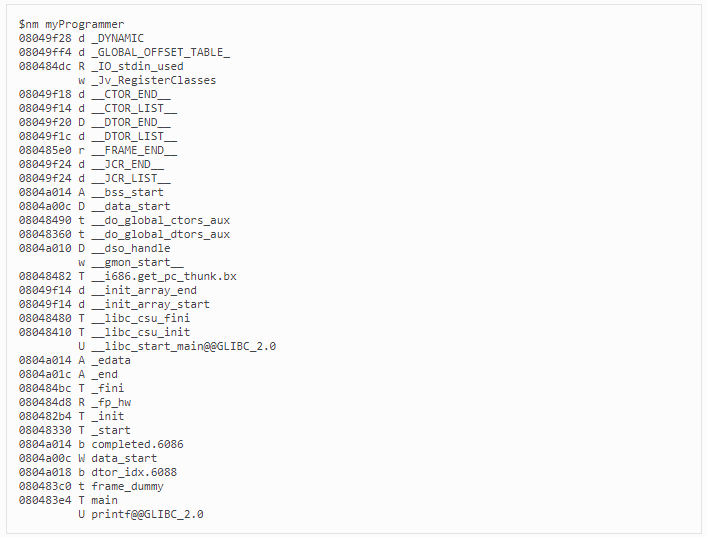 $nm myProgrammer
08049f28 d _DYNAMIC
08049ff4 d _GLOBAL_OFFSET_TABLE_
080484dc R _IO_stdin_used
         w _Jv_RegisterClasses
08049f18 d __CTOR_END__
08049f14 d __CTOR_LIST__
08049f20 D __DTOR_END__
08049f1c d __DTOR_LIST__
080485e0 r __FRAME_END__
08049f24 d __JCR_END__
08049f24 d __JCR_LIST__
0804a014 A __bss_start
0804a00c D __data_start
08048490 t __do_global_ctors_aux
08048360 t __do_global_dtors_aux
0804a010 D __dso_handle
         w __gmon_start__
08048482 T __i686.get_pc_thunk.bx
08049f14 d __init_array_end
08049f14 d __init_array_start
08048480 T __libc_csu_fini
08048410 T __libc_csu_init
         U __libc_start_main@@GLIBC_2.0
0804a014 A _edata
0804a01c A _end
080484bc T _fini
080484d8 R _fp_hw
080482b4 T _init
08048330 T _start
0804a014 b completed.6086
0804a00c W data_start
0804a018 b dtor_idx.6088
080483c0 t frame_dummy
080483e4 T main
         U printf@@GLIBC_2.0